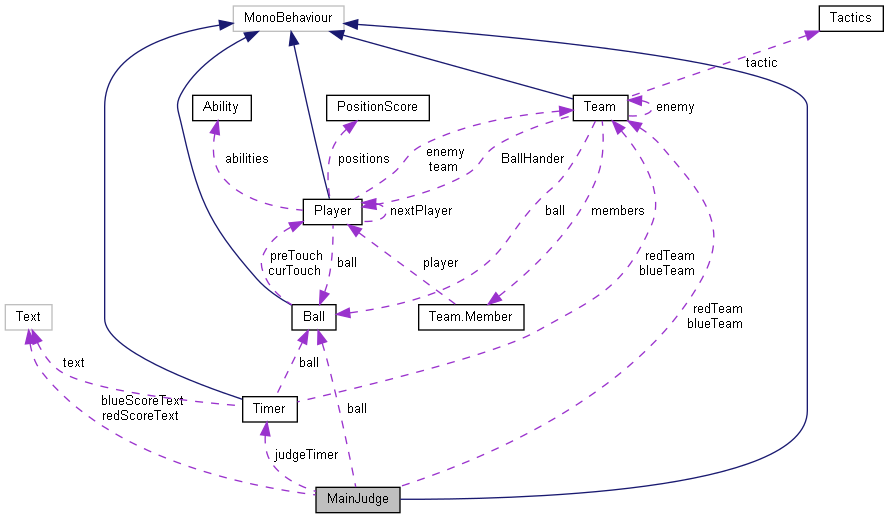 MonoBehaviour
Tactics
tactic
Ability
PositionScore
Team
enemy
abilities
positions
enemy
team
BallHander
Player
nextPlayer
ball
members
preTouch
curTouch
ball
player
redTeam
blueTeam
Text
Ball
Team.Member
redTeam
blueTeam
text
ball
blueScoreText
redScoreText
Timer
ball
judgeTimer
MainJudge